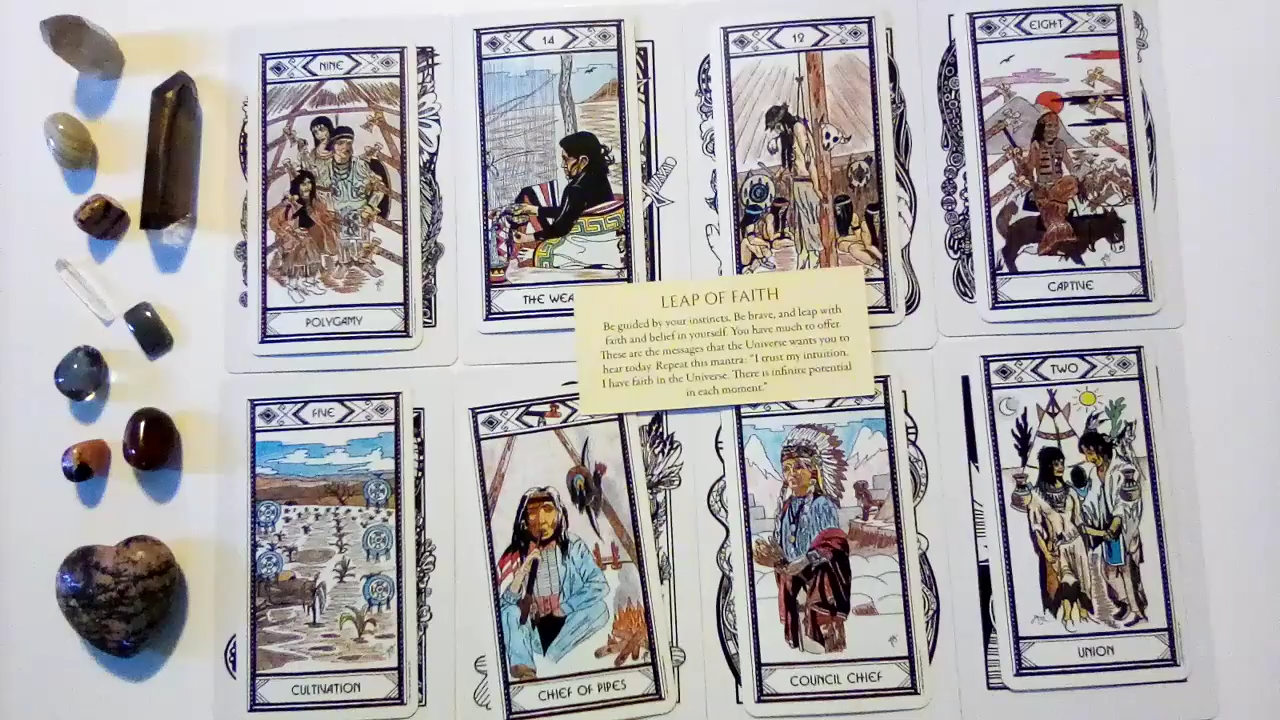 NINE
14
12
EIGHT
POLYGAMY
THE
CAPTIVE
LEAP OF FAITH
Be guided by your instincts. Be brave, and leap with
faith and belief in yourself. You have much to offer.
These are the messages that the Universe wants you to
hear today. Repeat this mantra: "I trust my intuition.
I have faith in the Universe. There is infinite potential
in each moment."
FIVE
TWO
CULTIVATION
CHIEF OF PIPES
COUNCIL CHIEF
UNION